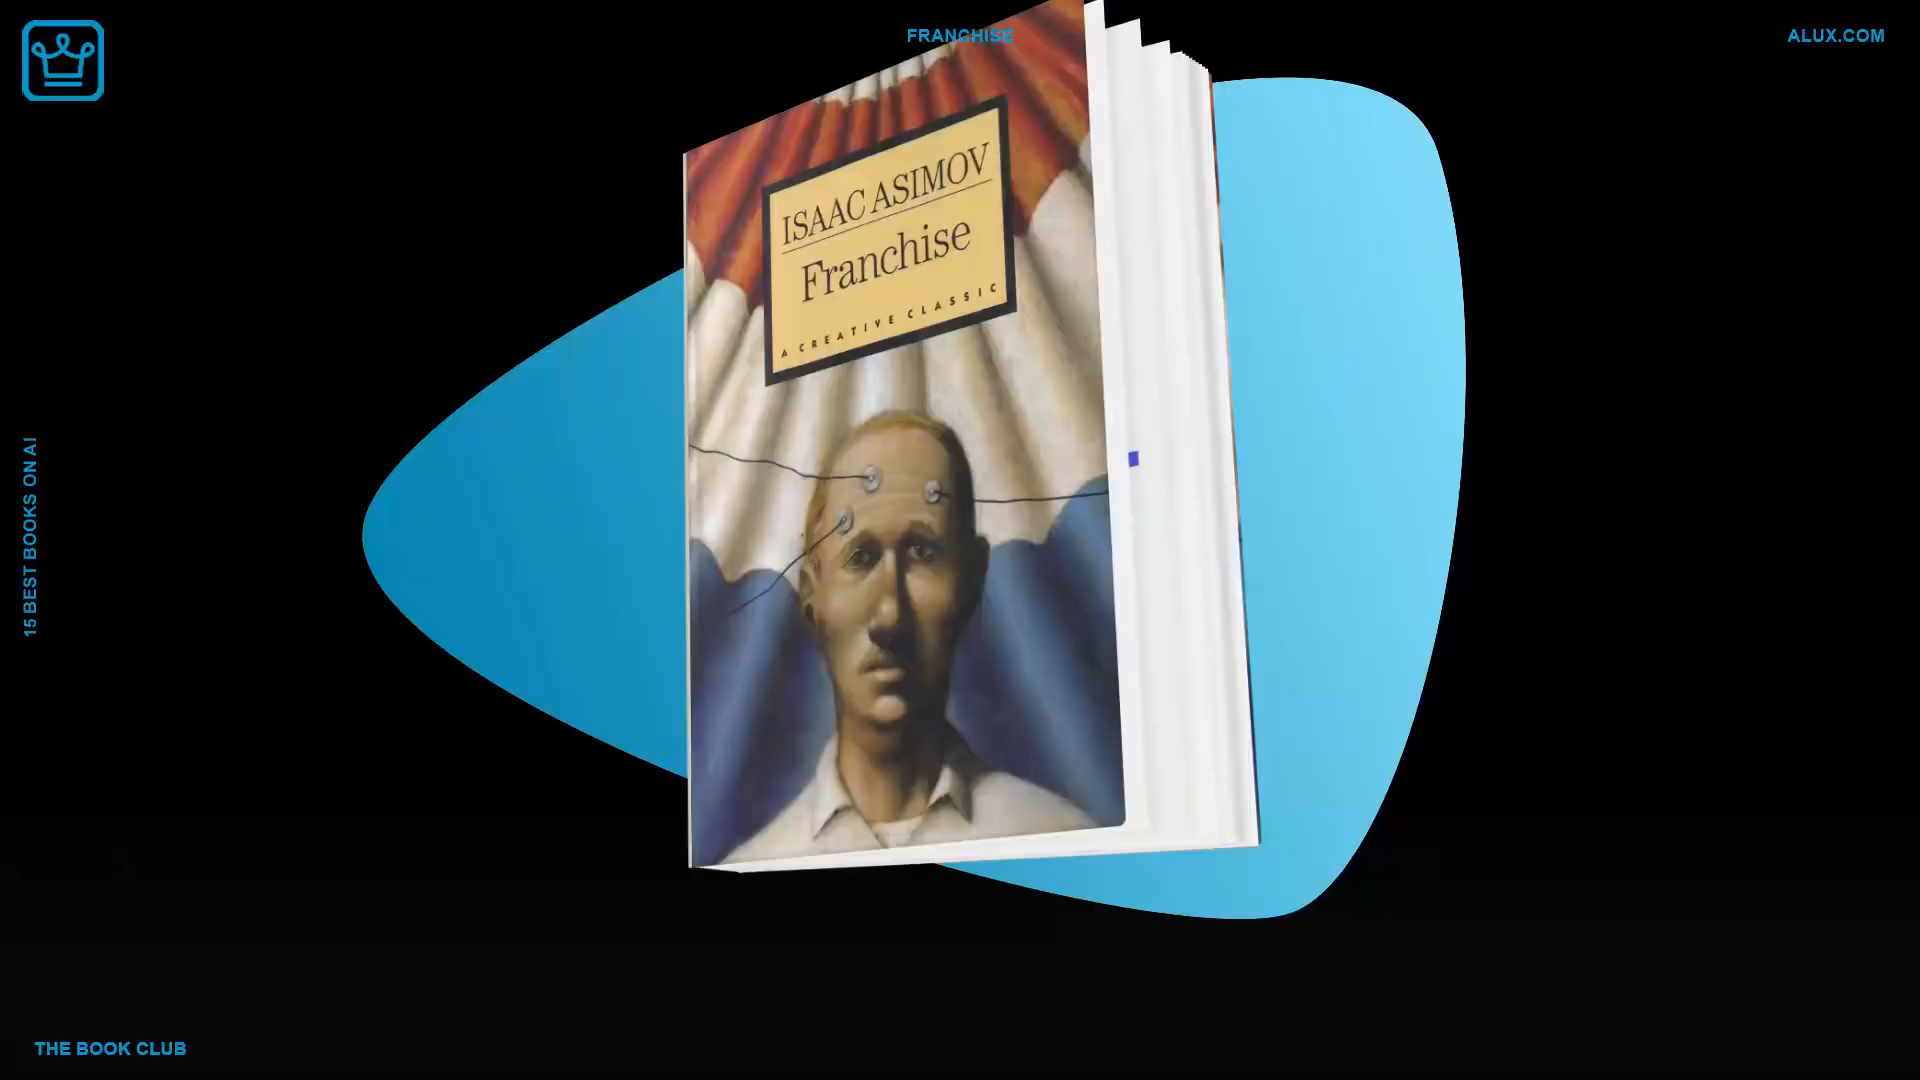 FRANCHISE
ALUX.COM
ISAAC ASIMOV
Franchise
A CREATIVE CLASSIC
15 BEST BOOKS ON AI
THE BOOK CLUB